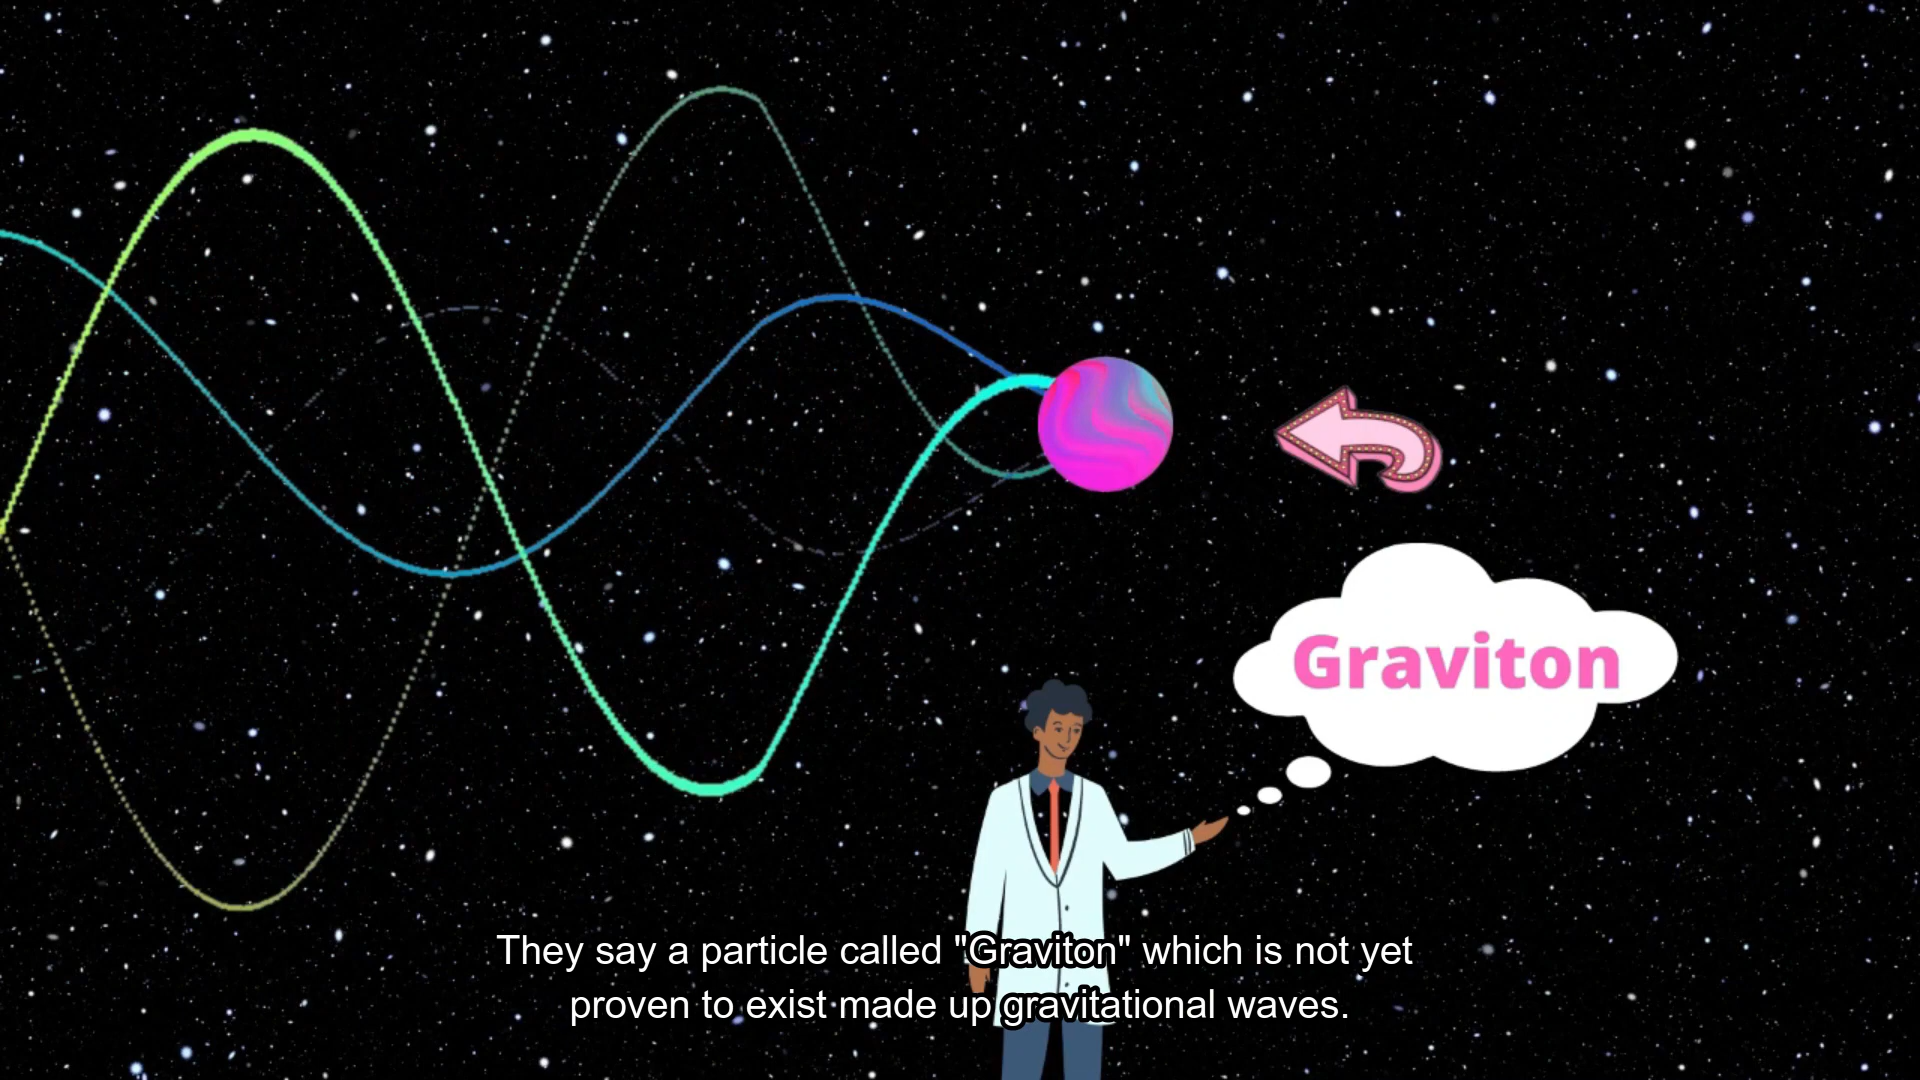 Graviton
They say a particle called "Graviton" which is not yet
proven to exist made up gravitational waves.